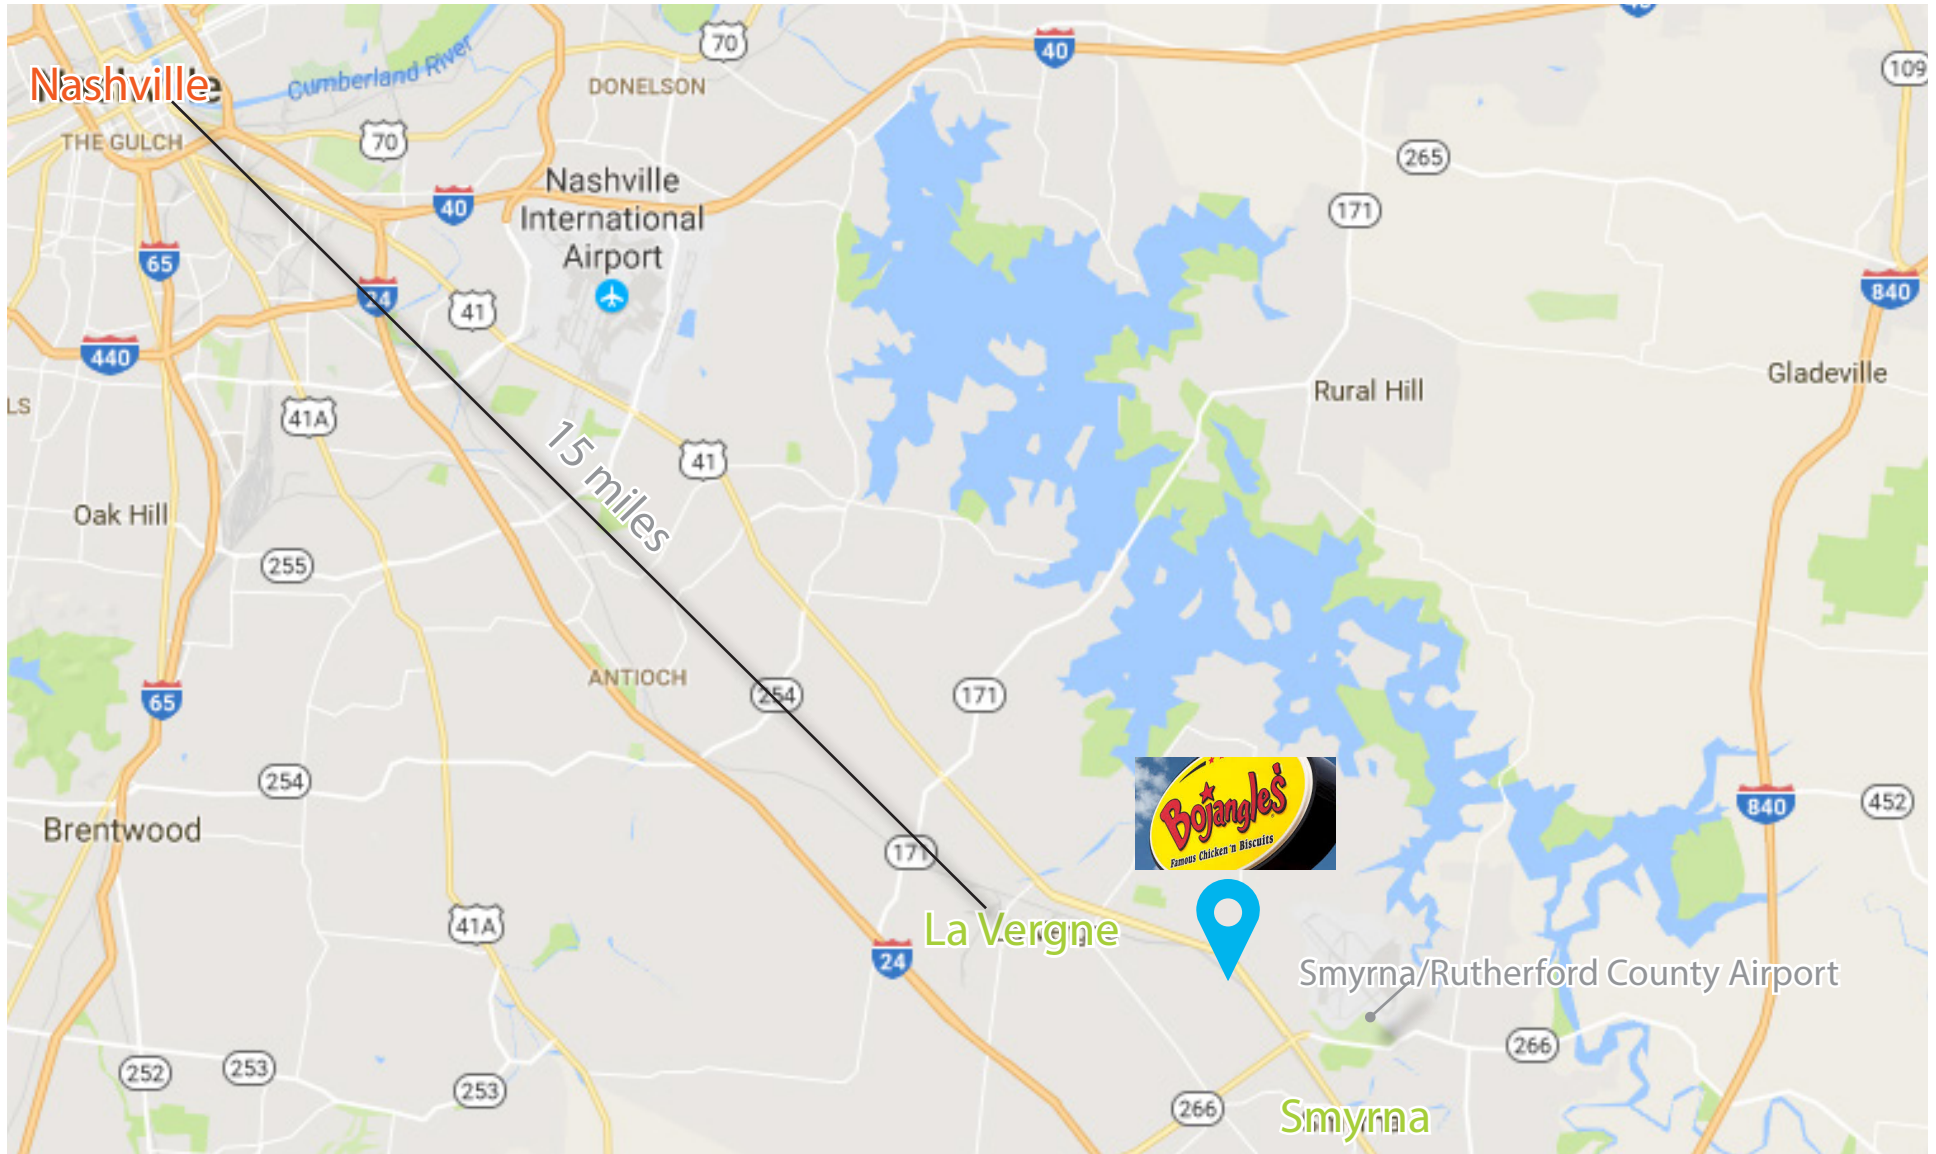 40
70
40
109
Nashville
Cumberland River
DONELSON
THE GULCH
70
265
Nashville
International
Airport
40
171
65
24
41
840
440
Gladeville
Rural Hill
LS
41A
41
15 miles
Oak Hill
255
ANTIOCH
254
171
65
254
840
452
Bojangles'
Famous Chicken 'n Biscuits
Brentwood
171
41A
La Vergne
24
Smyrna/Rutherford County Airport
266
252
253
253
266
Smyrna